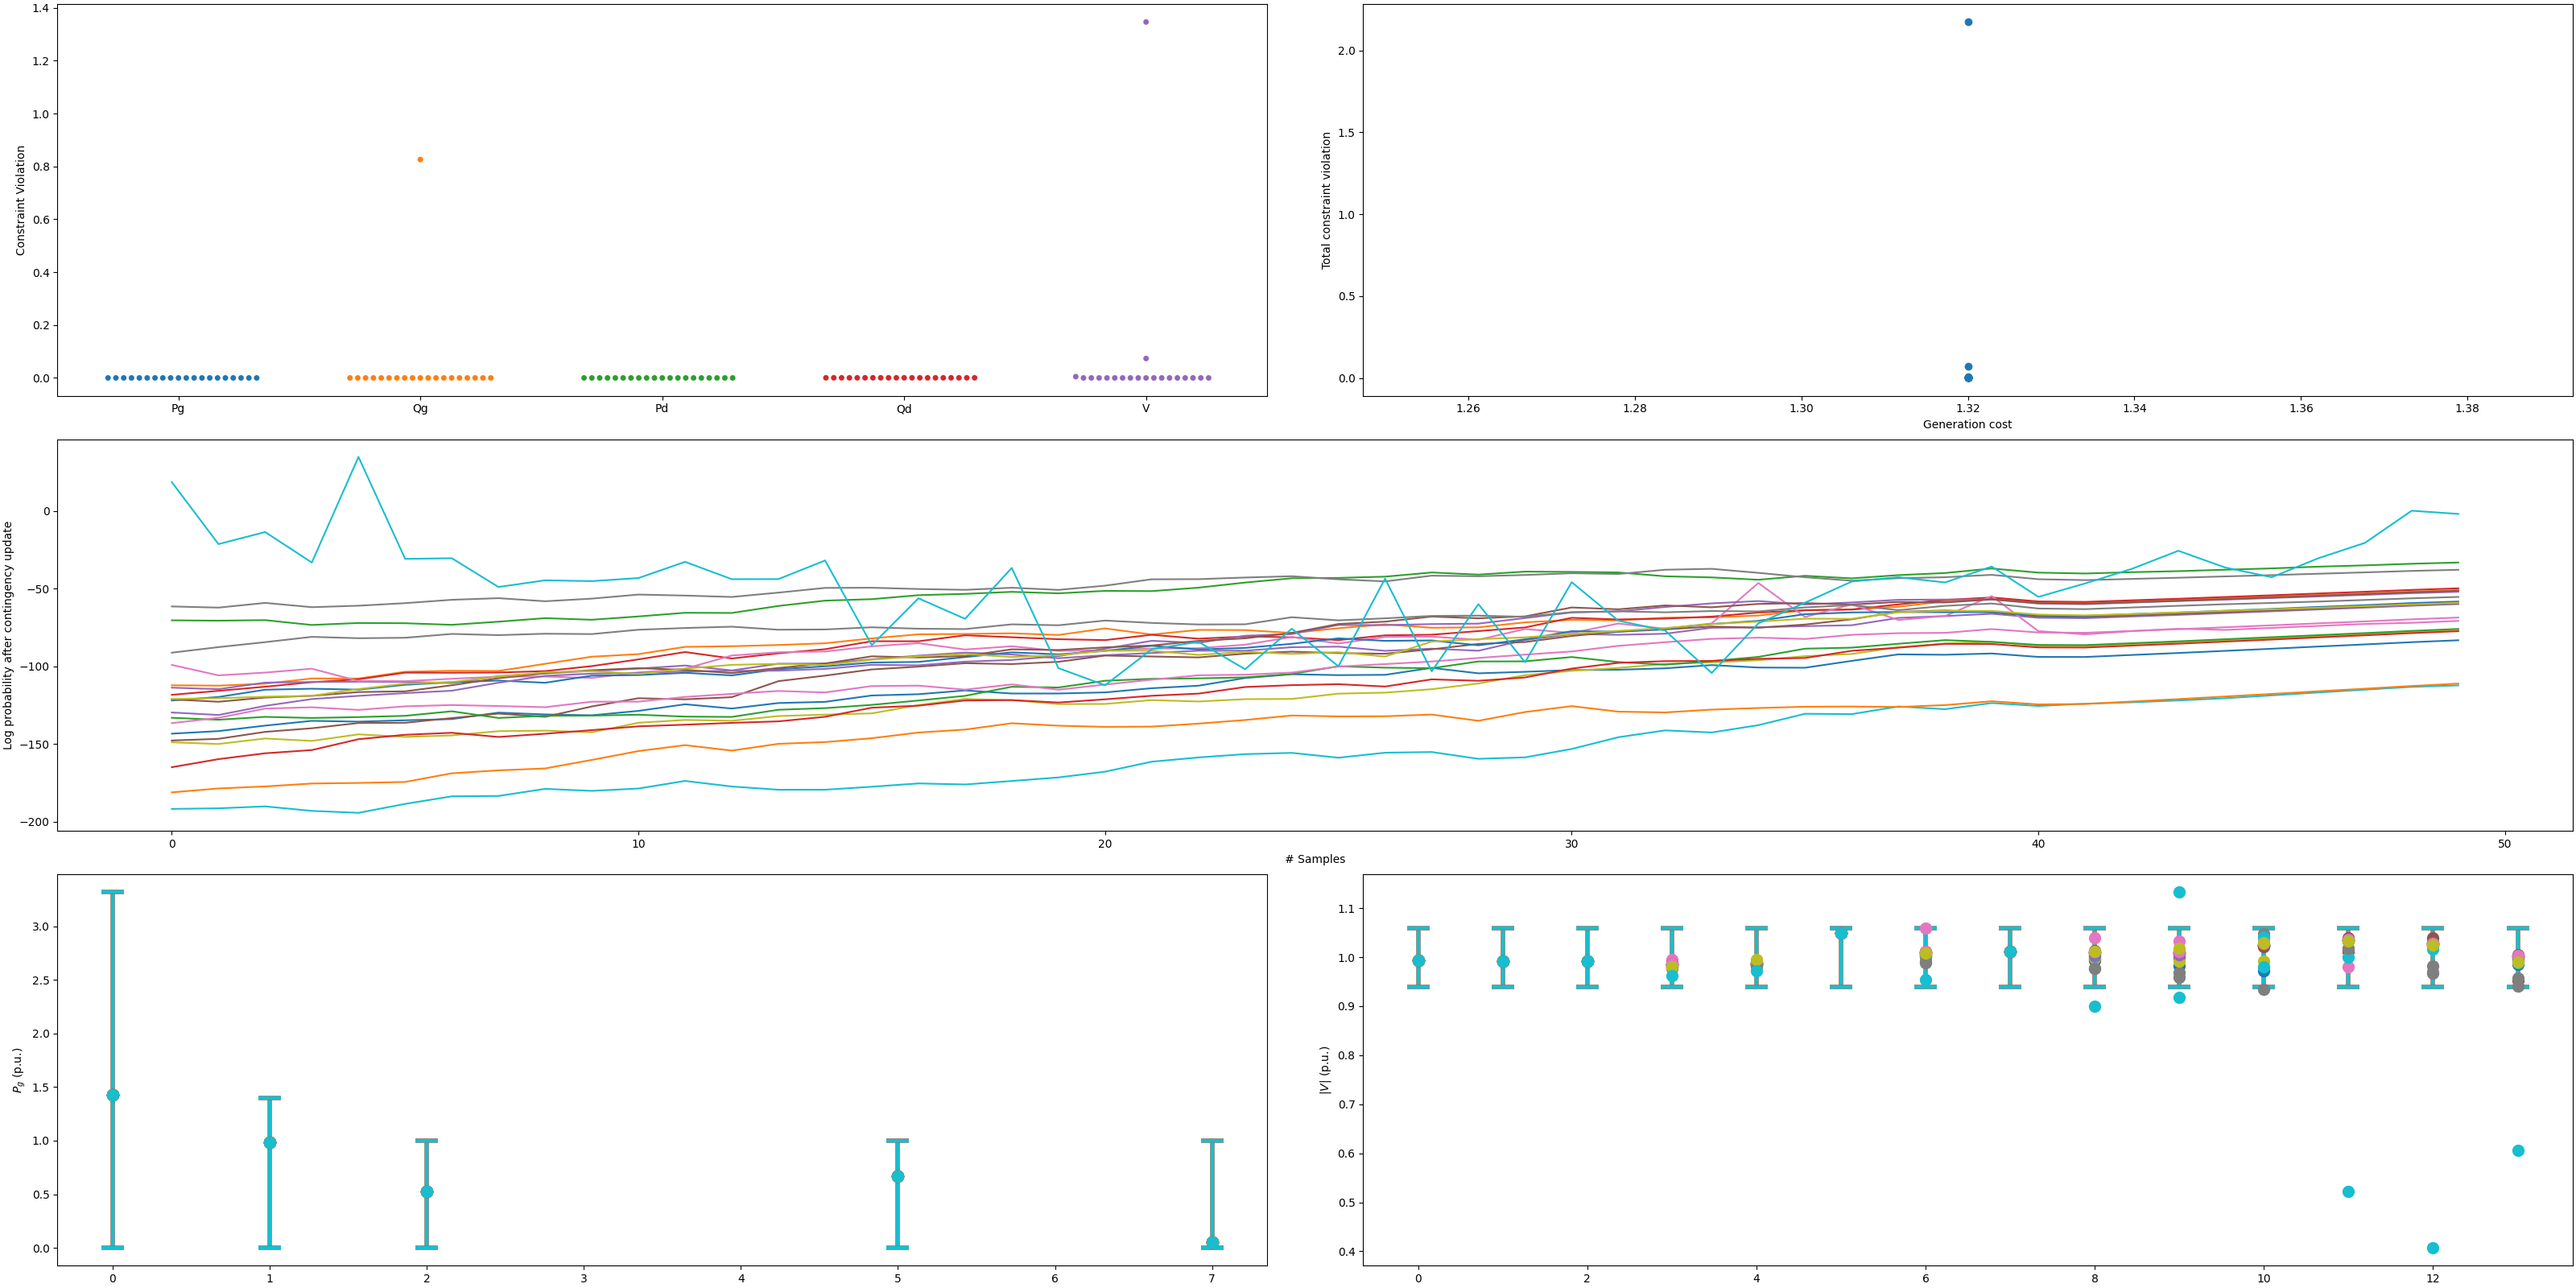 1.4
1.2
1.0
0.8
0.6
0.4
0.2
0.0
Constraint Violation
Pg Qg Pd Qd V
2.0
1.5
1.0
0.5
0.0
Total constraint violation
1.26 1.28 1.30 1.32 1.34 1.36 1.38
Generation cost
0
−50
−100
−150
−200
Log probability after contingency update
0 10 20 30 40 50
# Samples
3.0
2.5
2.0
1.5
1.0
0.5
0.0
Pg (p.u.)
0 1 2 3 4 5 6 7
1.1
1.0
0.9
0.8
0.7
0.6
0.5
0.4
|V| (p.u.)
0 2 4 6 8 10 12